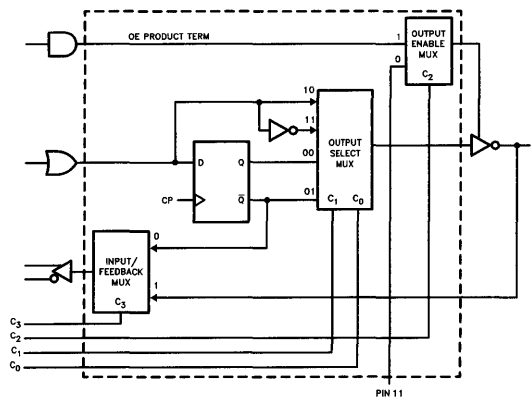 OE PRODUCT TERM
1
0
OUTPUT
ENABLE
MUX
C2
10
11
00
01
OUTPUT
SELECT
MUX
C1 C0
D Q
CP
Q̅
0
1
INPUT/
FEEDBACK
MUX
C3
C3
C2
C1
C0
PIN 11